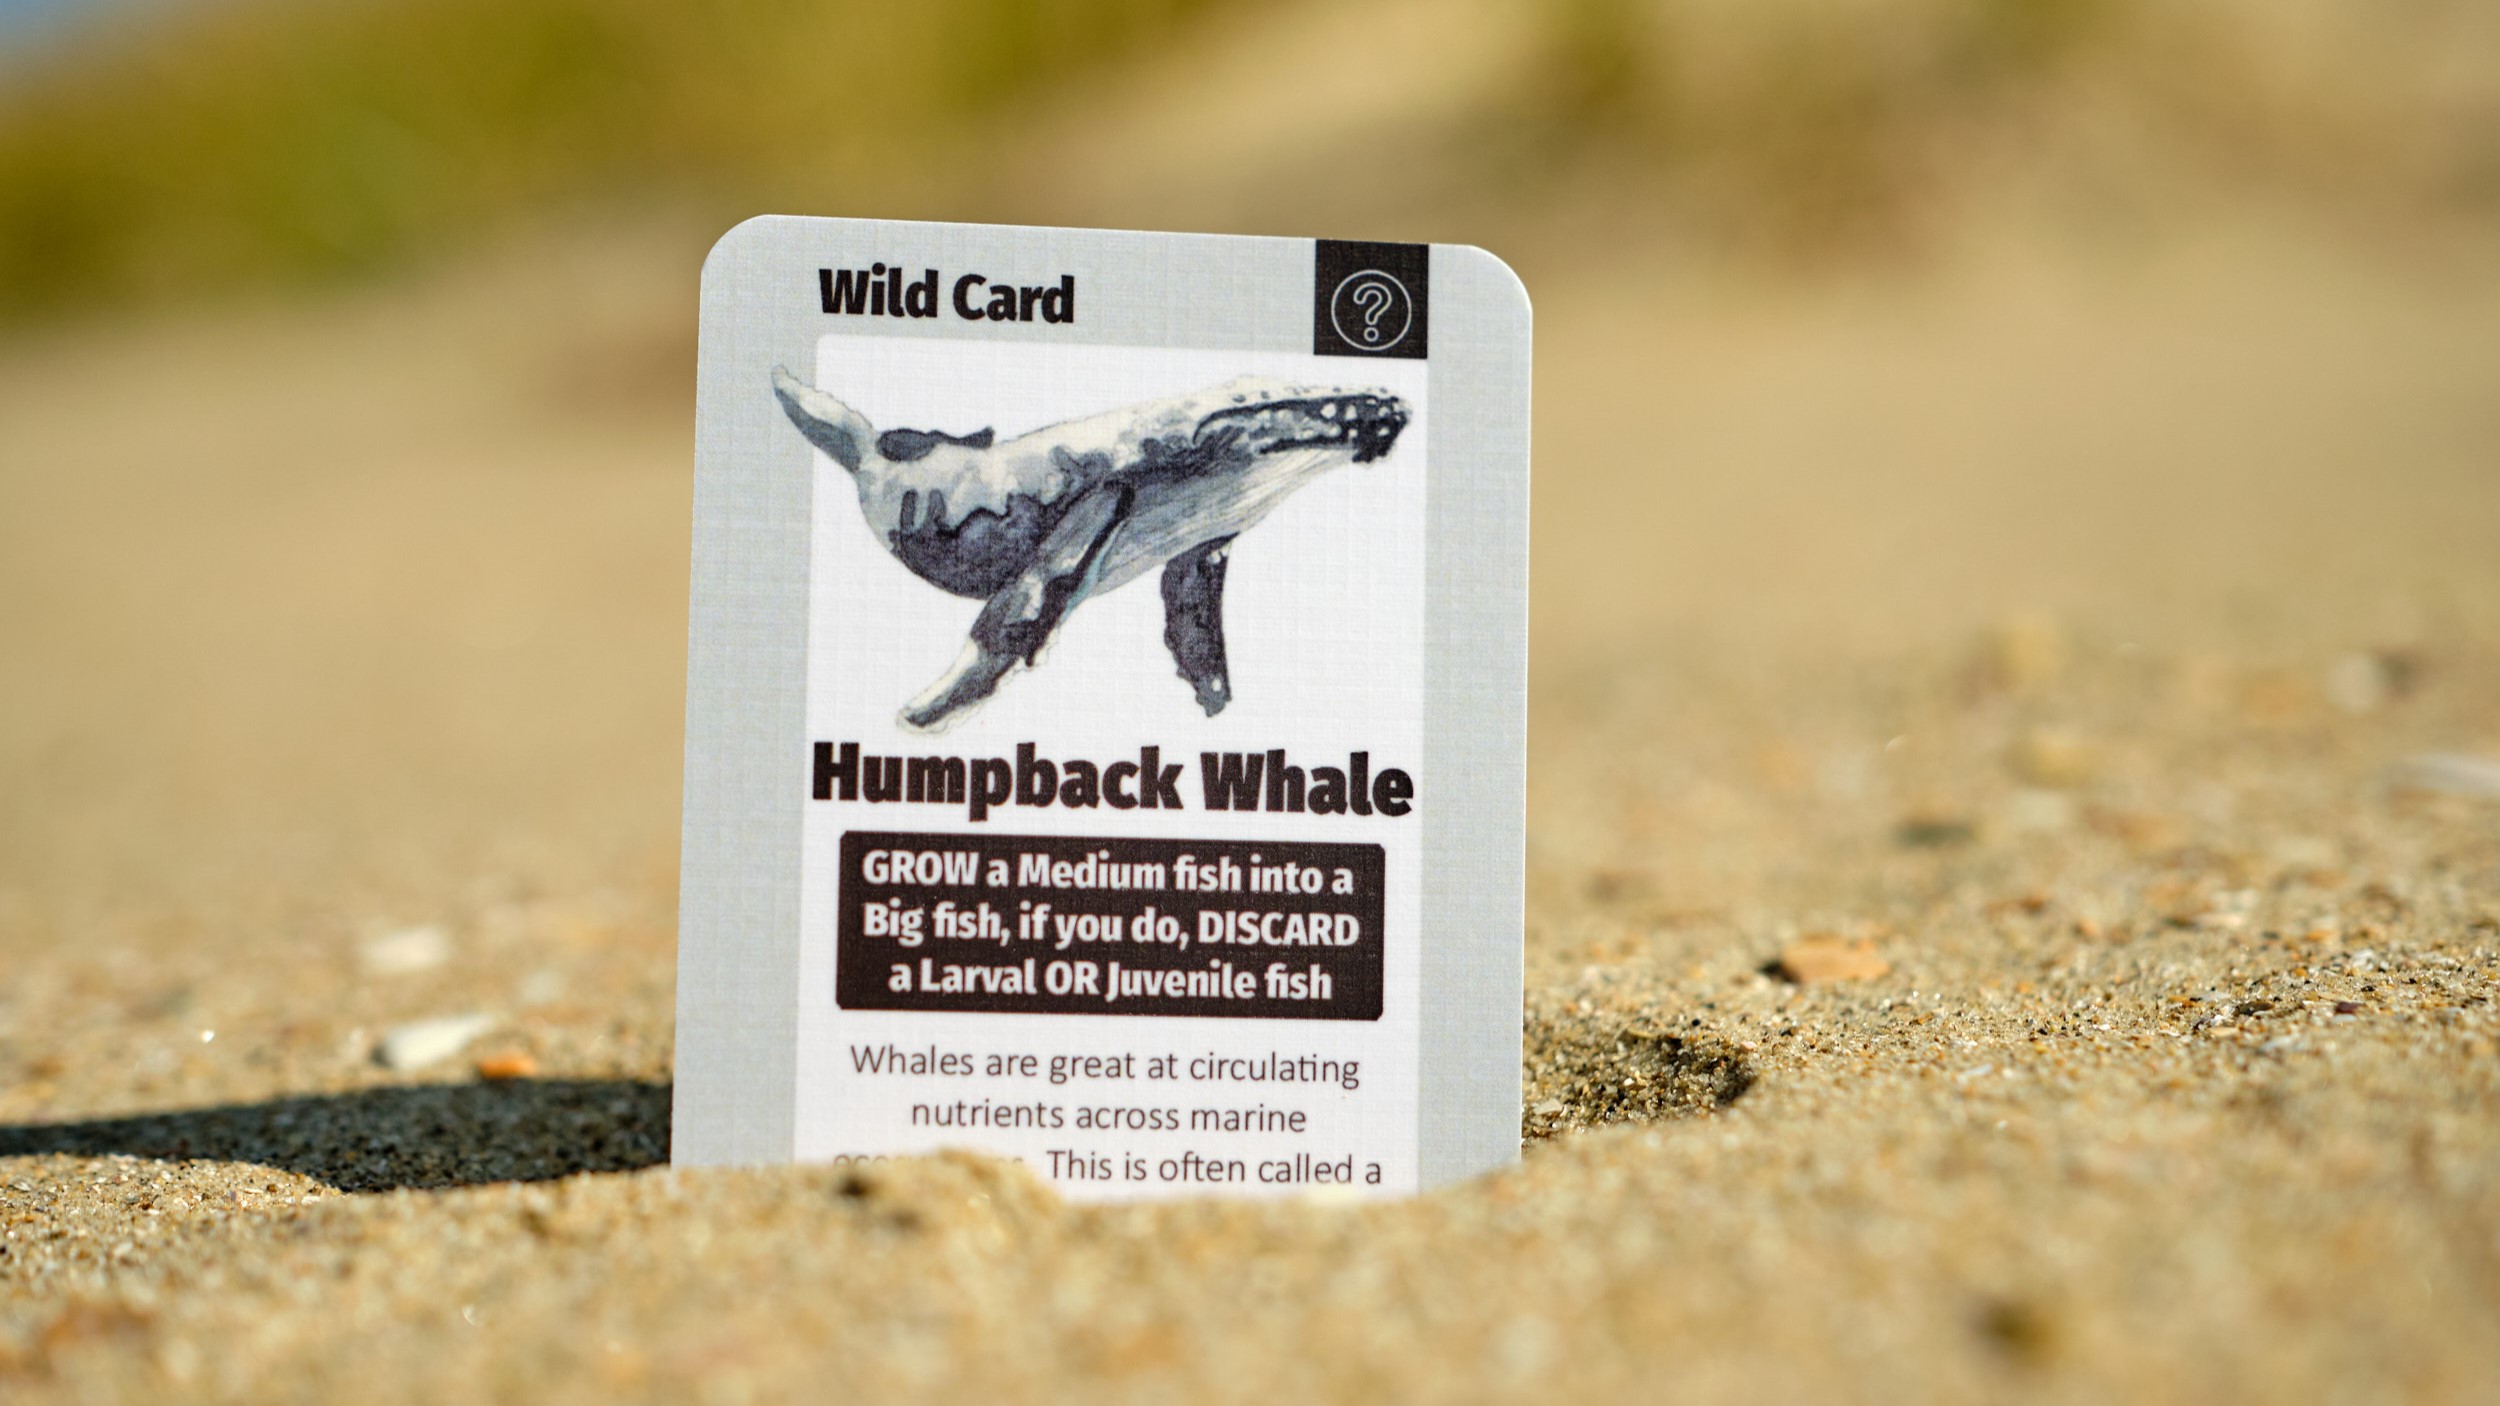 Wild Card
?
Humpback Whale
GROW a Medium fish into a
Big fish, if you do, DISCARD
a Larval OR Juvenile fish
Whales are great at circulating
nutrients across marine
This is often called a